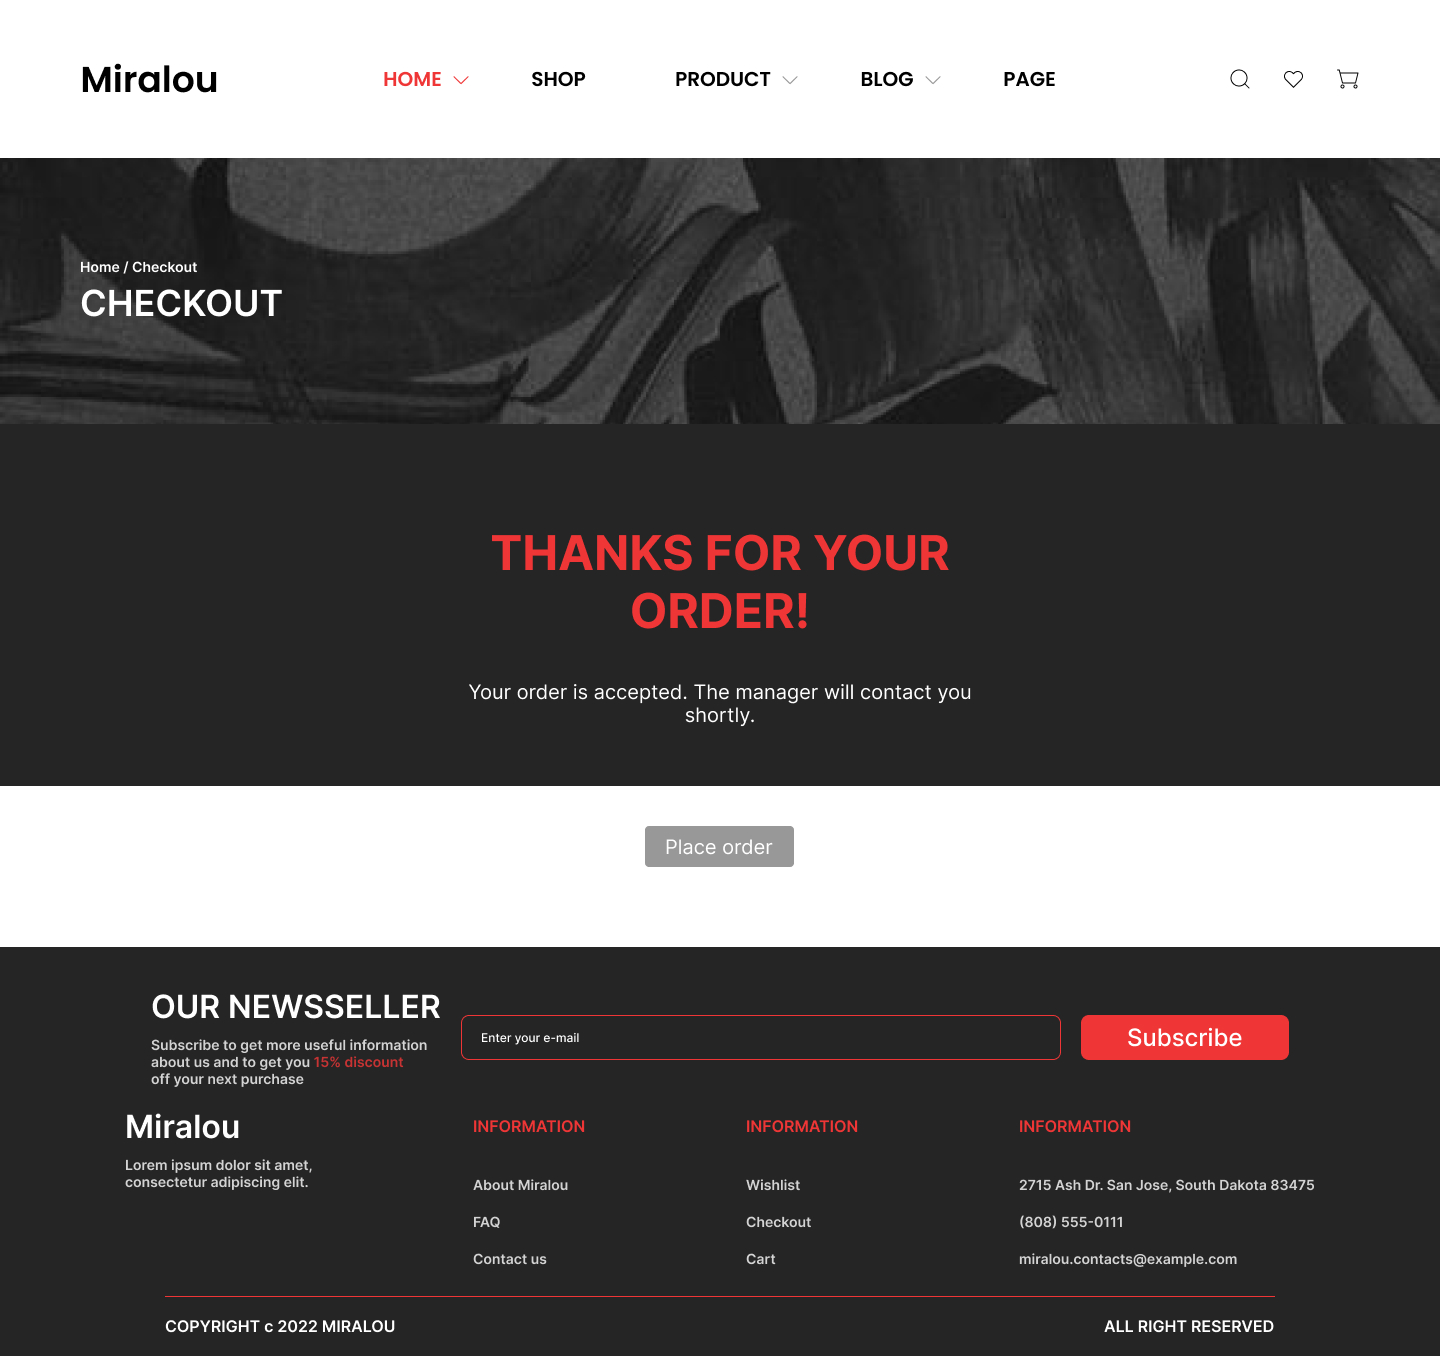 Miralou
HOME
SHOP
PRODUCT
BLOG
PAGE
Home / Checkout
CHECKOUT
THANKS FOR YOUR
ORDER!
Your order is accepted. The manager will contact you
shortly.
Place order
OUR NEWSSELLER
Subscribe to get more useful information
about us and to get you 15% discount
off your next purchase
Enter your e-mail
Subscribe
Miralou
Lorem ipsum dolor sit amet,
consectetur adipiscing elit.
INFORMATION
About Miralou
FAQ
Contact us
INFORMATION
Wishlist
Checkout
Cart
INFORMATION
2715 Ash Dr. San Jose, South Dakota 83475
(808) 555-0111
miralou.contacts@example.com
COPYRIGHT c 2022 MIRALOU
ALL RIGHT RESERVED